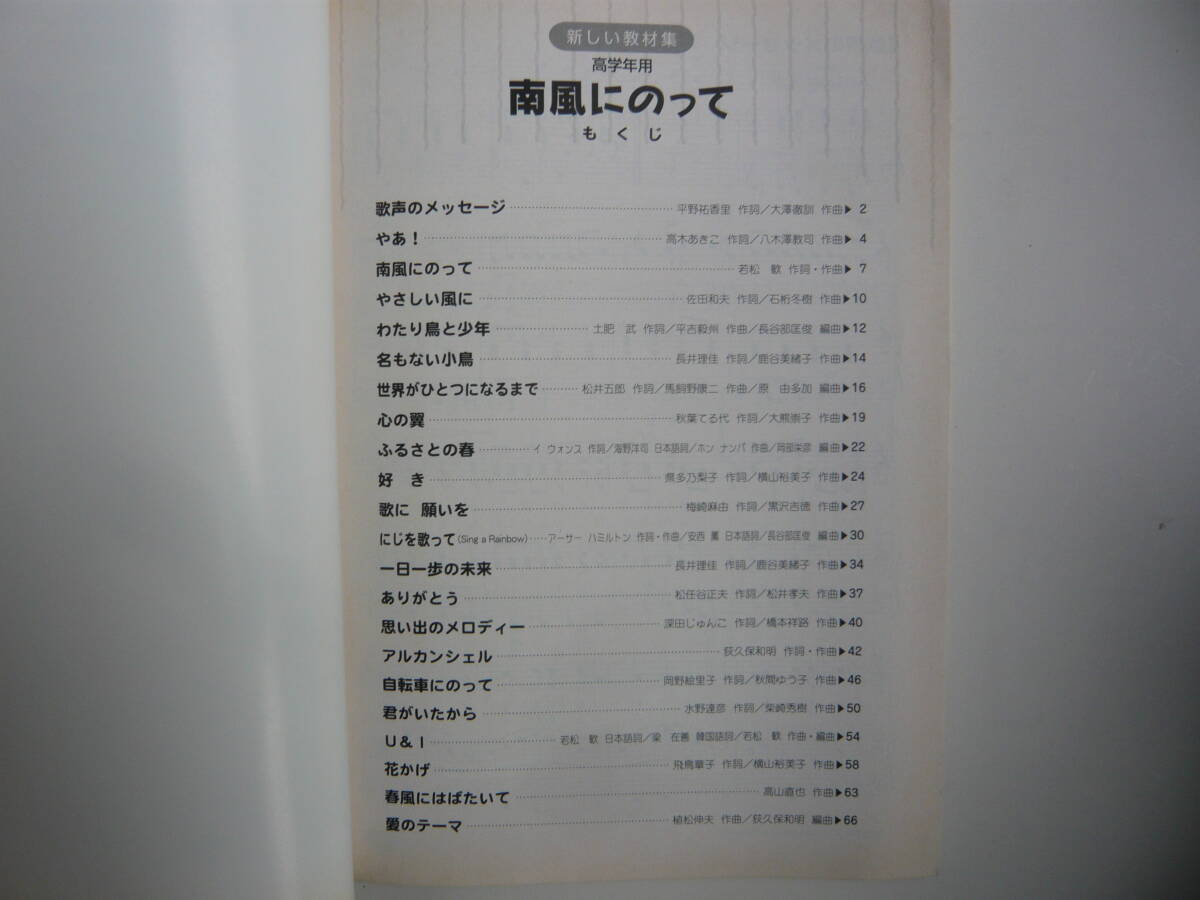 新しい教材集
高学年用
南風にのって
もくじ
歌声のメッセージ 平野祐香里 作詞／大澤徹訓 作曲▶ 2
やあ！ 高木あきこ 作詞／八木澤教司 作曲▶ 4
南風にのって 若松 歓 作詞・作曲▶ 7
やさしい風に 佐田和夫 作詞／石桁冬樹 作曲▶10
わたり鳥と少年 土肥 武 作詞／平吉毅州 作曲／長谷部匡俊 編曲▶12
名もない小鳥 長井理佳 作詞／鹿谷美緒子 作曲▶14
世界がひとつになるまで 松井五郎 作詞／馬飼野康二 作曲／原 由多加 編曲▶16
心の翼 秋葉てる代 作詞／大熊崇子 作曲▶19
ふるさとの春 イ ウォンス 作詞／海野洋司 日本語詞／ホン ナンパ 作曲／岡部栄彦 編曲▶22
好 き 県多乃梨子 作詞／横山裕美子 作曲▶24
歌に 願いを 梅崎麻由 作詞／黒沢吉徳 作曲▶27
にじを歌って(Sing a Rainbow) アーサー ハミルトン 作詞・作曲／安西 薫 日本語詞／長谷部匡俊 編曲▶30
一日一歩の未来 長井理佳 作詞／鹿谷美緒子 作曲▶34
ありがとう 松任谷正夫 作詞／松井孝夫 作曲▶37
思い出のメロディー 深田じゅんこ 作詞／橋本祥路 作曲▶40
アルカンシェル 荻久保和明 作詞・作曲▶42
自転車にのって 岡野絵里子 作詞／秋間ゆう子 作曲▶46
君がいたから 水野達彦 作詞／柴崎秀樹 作曲▶50
U＆I 若松 歓 日本語詞／梁 在善 韓国語詞／若松 歓 作曲・編曲▶54
花かげ 飛鳥章子 作詞／横山裕美子 作曲▶58
春風にはばたいて 高山直也 作曲▶63
愛のテーマ 植松伸夫 作曲／荻久保和明 編曲▶66